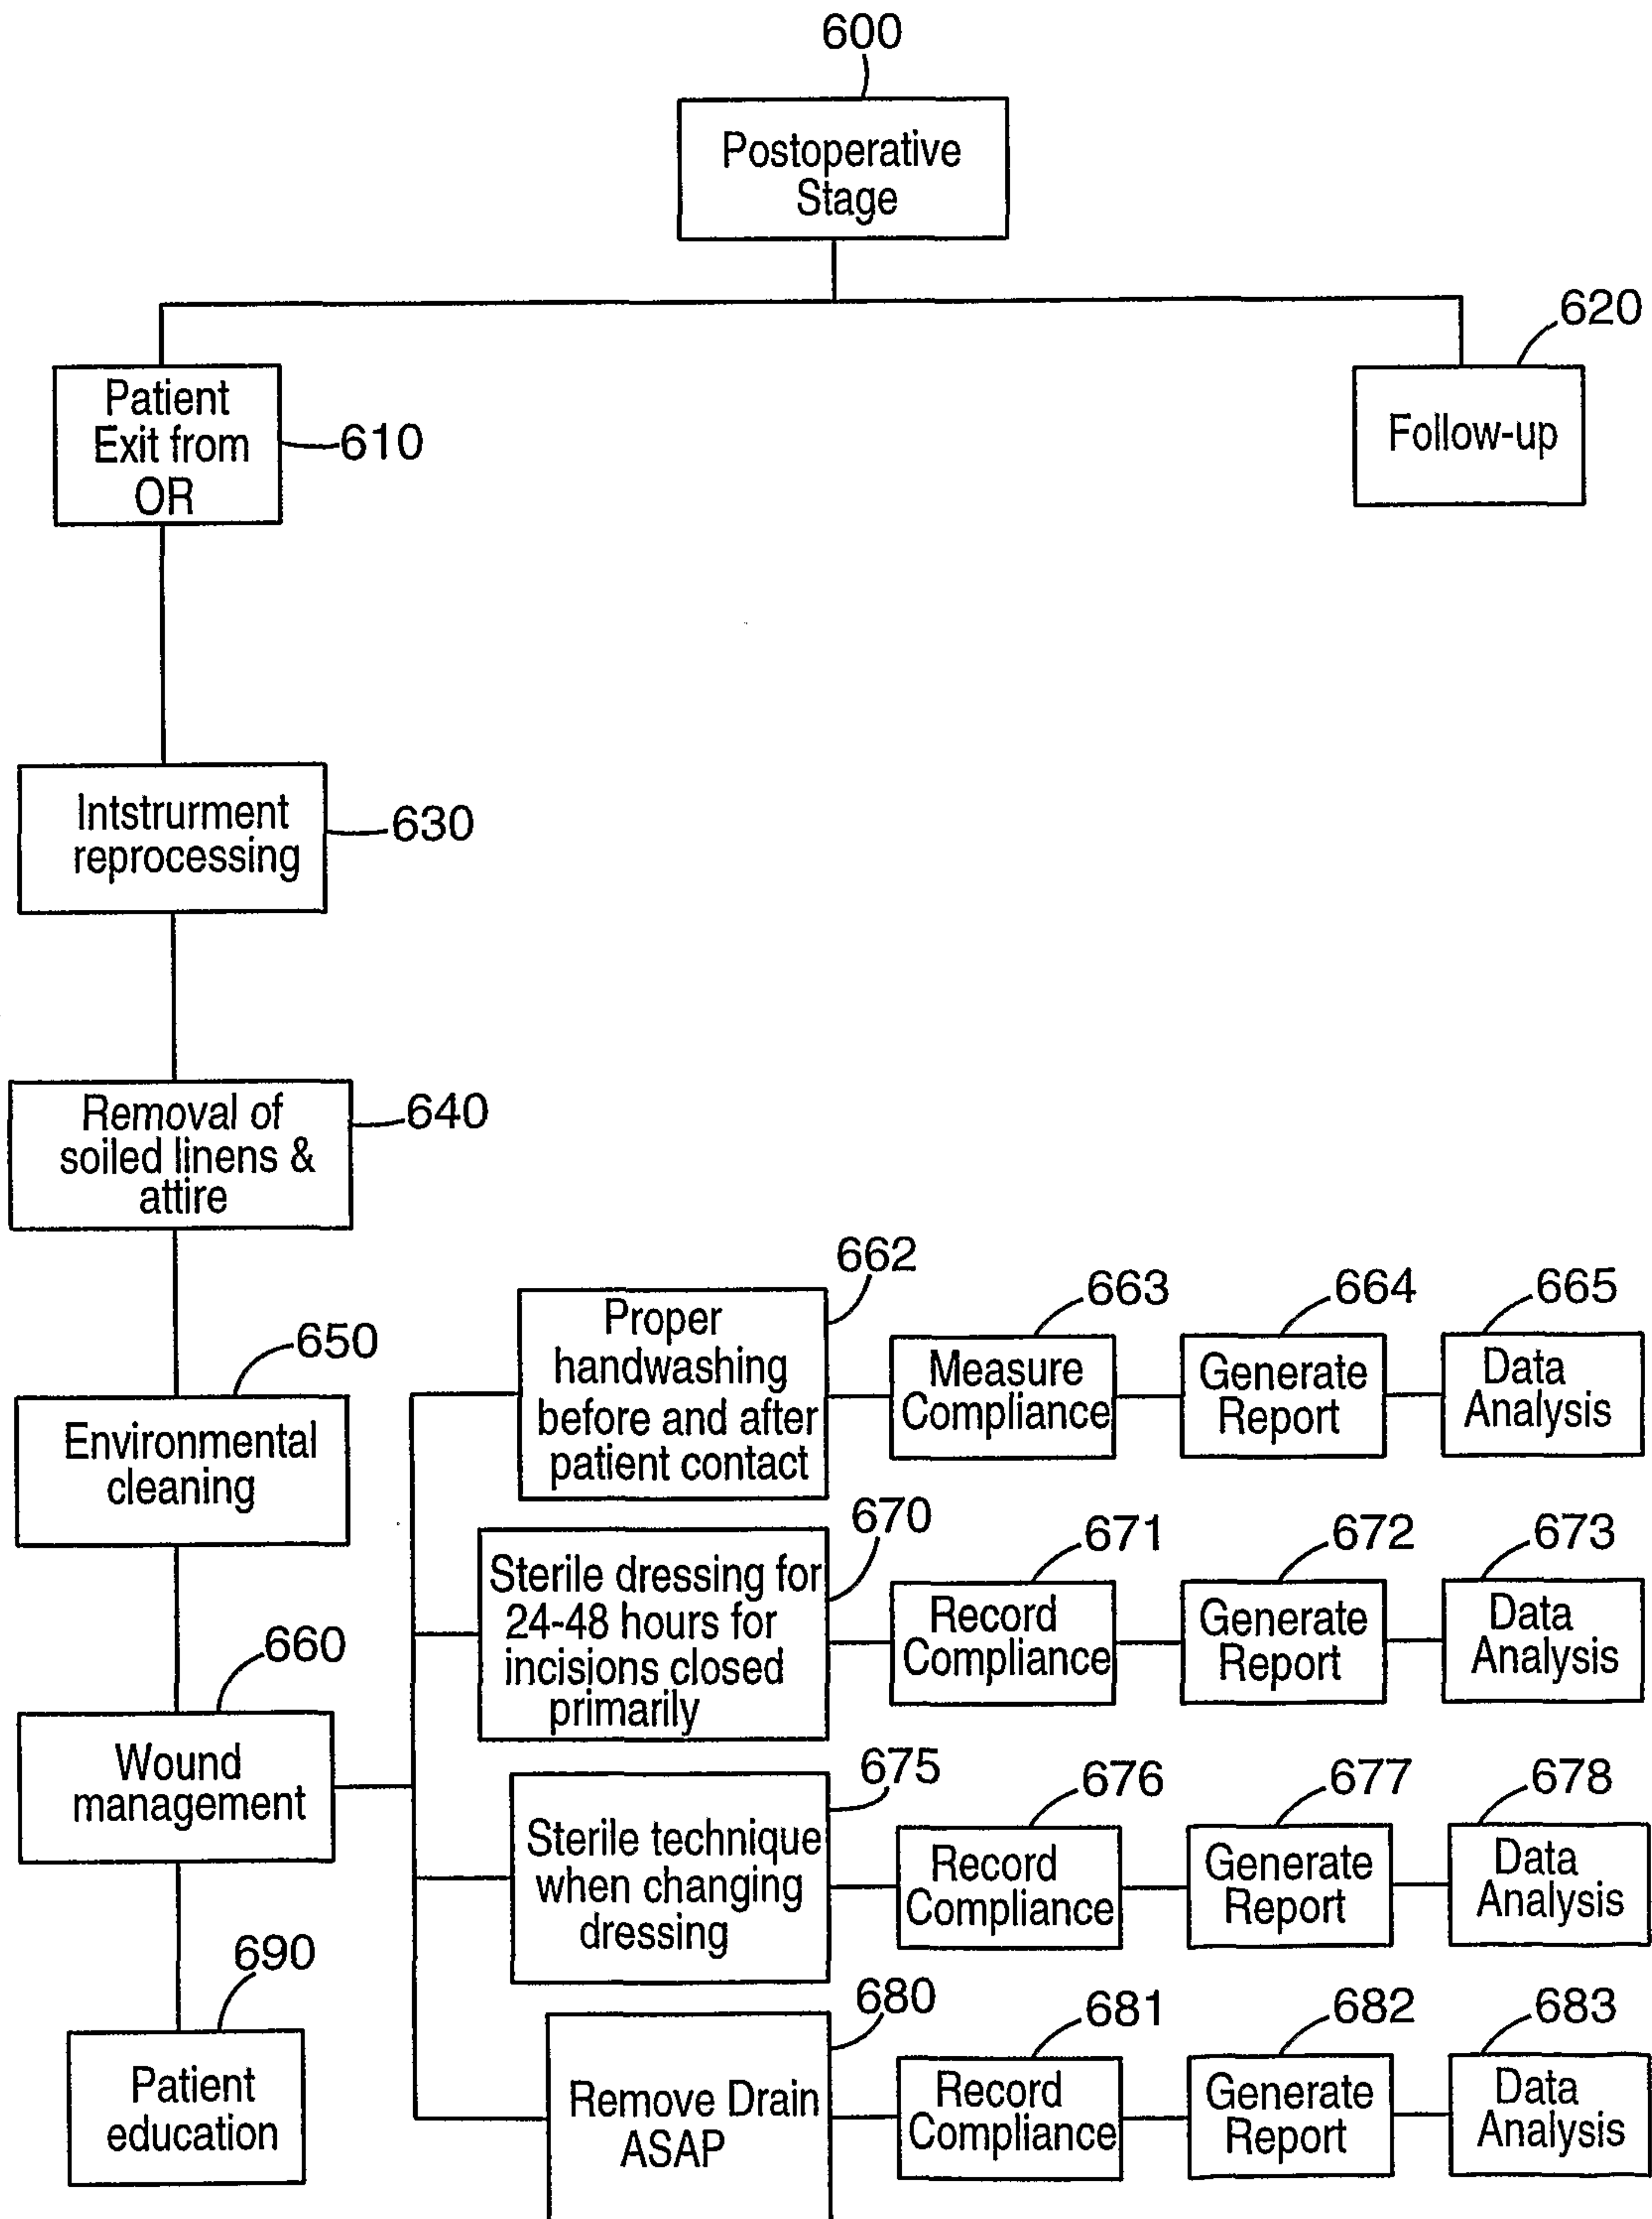 600
Postoperative
Stage
620
Patient
Exit from
OR
610
Follow-up
Intstrurment
reprocessing
630
Removal of
soiled linens &
attire
640
650
Environmental
cleaning
662
Proper
handwashing
before and after
patient contact
663
Measure
Compliance
664
Generate
Report
665
Data
Analysis
670
Sterile dressing for
24-48 hours for
incisions closed
primarily
671
Record
Compliance
672
Generate
Report
673
Data
Analysis
660
Wound
management
675
Sterile technique
when changing
dressing
676
Record
Compliance
677
Generate
Report
678
Data
Analysis
690
Patient
education
680
Remove Drain
ASAP
681
Record
Compliance
682
Generate
Report
683
Data
Analysis